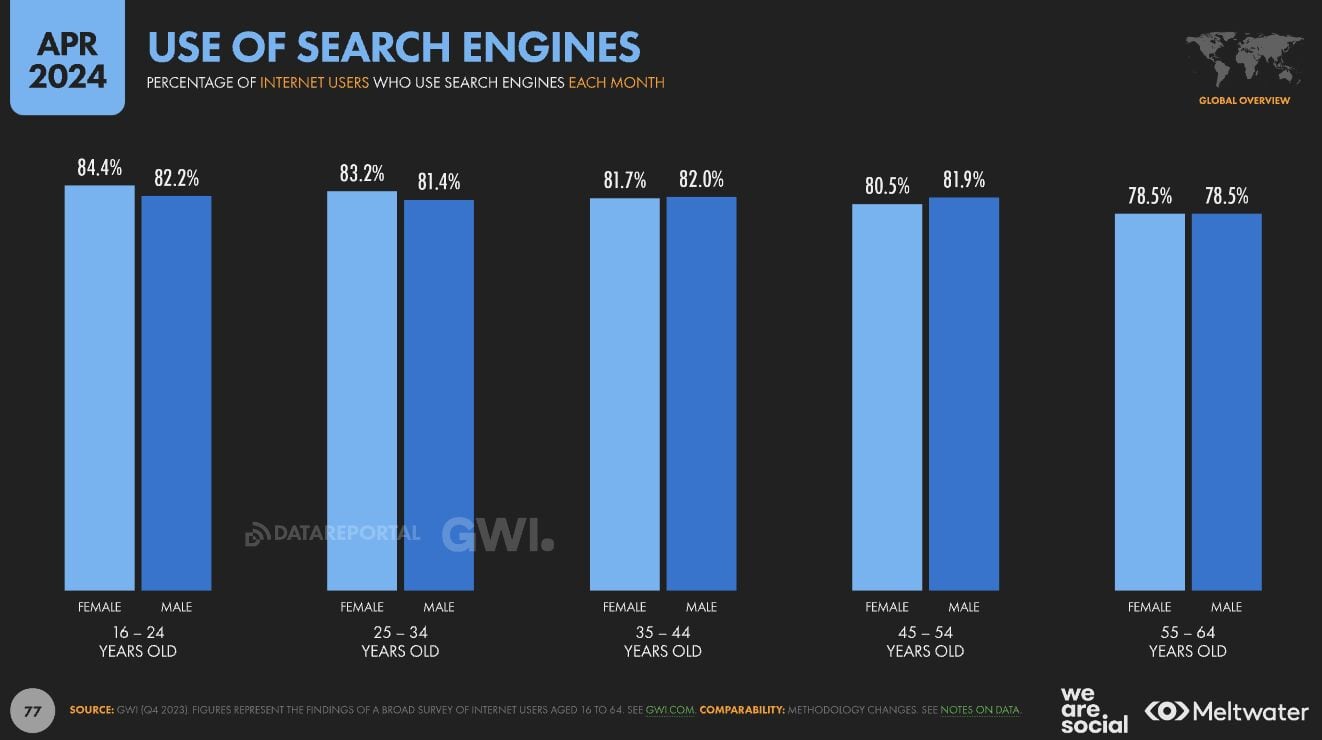 APR
2024
USE OF SEARCH ENGINES
PERCENTAGE OF INTERNET USERS WHO USE SEARCH ENGINES EACH MONTH
GLOBAL OVERVIEW
84.4%
82.2%
83.2%
81.4%
81.7%
82.0%
80.5%
81.9%
78.5%
78.5%
DATAREPORTAL
GWI.
FEMALE MALE
FEMALE MALE
FEMALE MALE
FEMALE MALE
FEMALE MALE
16 – 24
YEARS OLD
25 – 34
YEARS OLD
35 – 44
YEARS OLD
45 – 54
YEARS OLD
55 – 64
YEARS OLD
77
SOURCE: GWI (Q4 2023). FIGURES REPRESENT THE FINDINGS OF A BROAD SURVEY OF INTERNET USERS AGED 16 TO 64. SEE GWI.COM. COMPARABILITY: METHODOLOGY CHANGES. SEE NOTES ON DATA.
we
are
social
Meltwater